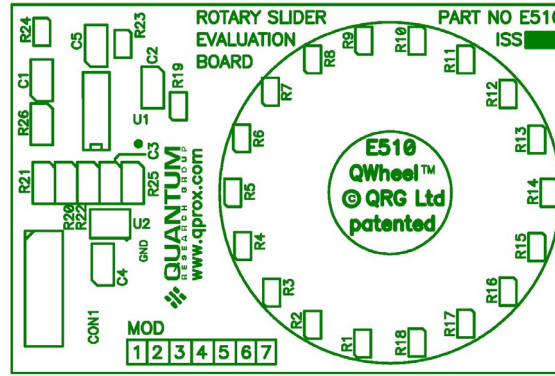 ROTARY SLIDER
EVALUATION
BOARD
PART NO E510
ISS
R24
C5
R23
C2
R19
C1
R26
U1
C3
R21
R20
R22
R25
U2
GND
C4
CON1
QUANTUM
RESEARCH GROUP
www.qprox.com
MOD
1 2 3 4 5 6 7
E510
QWheel™
© QRG Ltd
patented
R1
R2
R3
R4
R5
R6
R7
R8
R9
R10
R11
R12
R13
R14
R15
R16
R17
R18